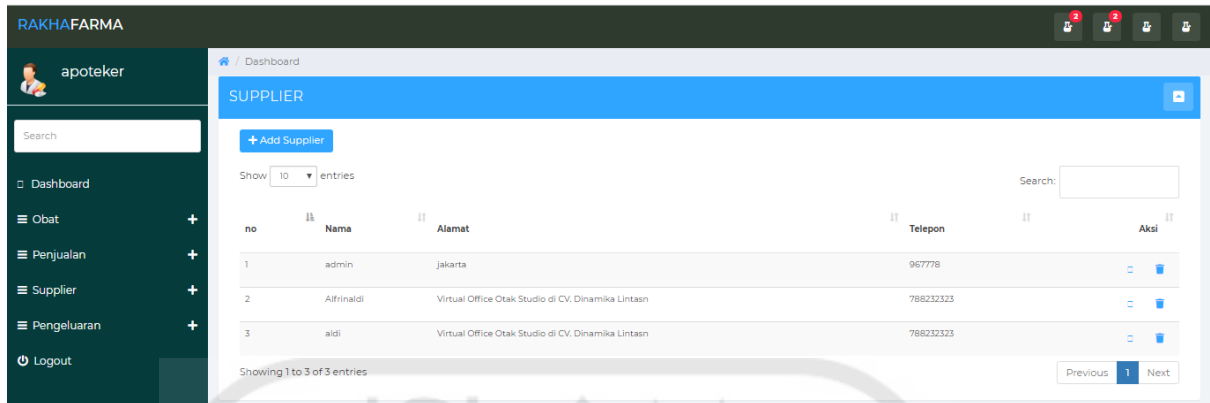 RAKHAFARMA
2 2
apoteker
Search
Dashboard
Obat
Penjualan
Supplier
Pengeluaran
Logout
/ Dashboard
SUPPLIER
Add Supplier
Show 10 entries
Search:
no Nama Alamat Telepon Aksi
1 admin jakarta 967778
2 Alfrinaldi Virtual Office Otak Studio di CV. Dinamika Lintasn 788232323
3 aldi Virtual Office Otak Studio di CV. Dinamika Lintasn 788232323
Showing 1 to 3 of 3 entries
Previous 1 Next